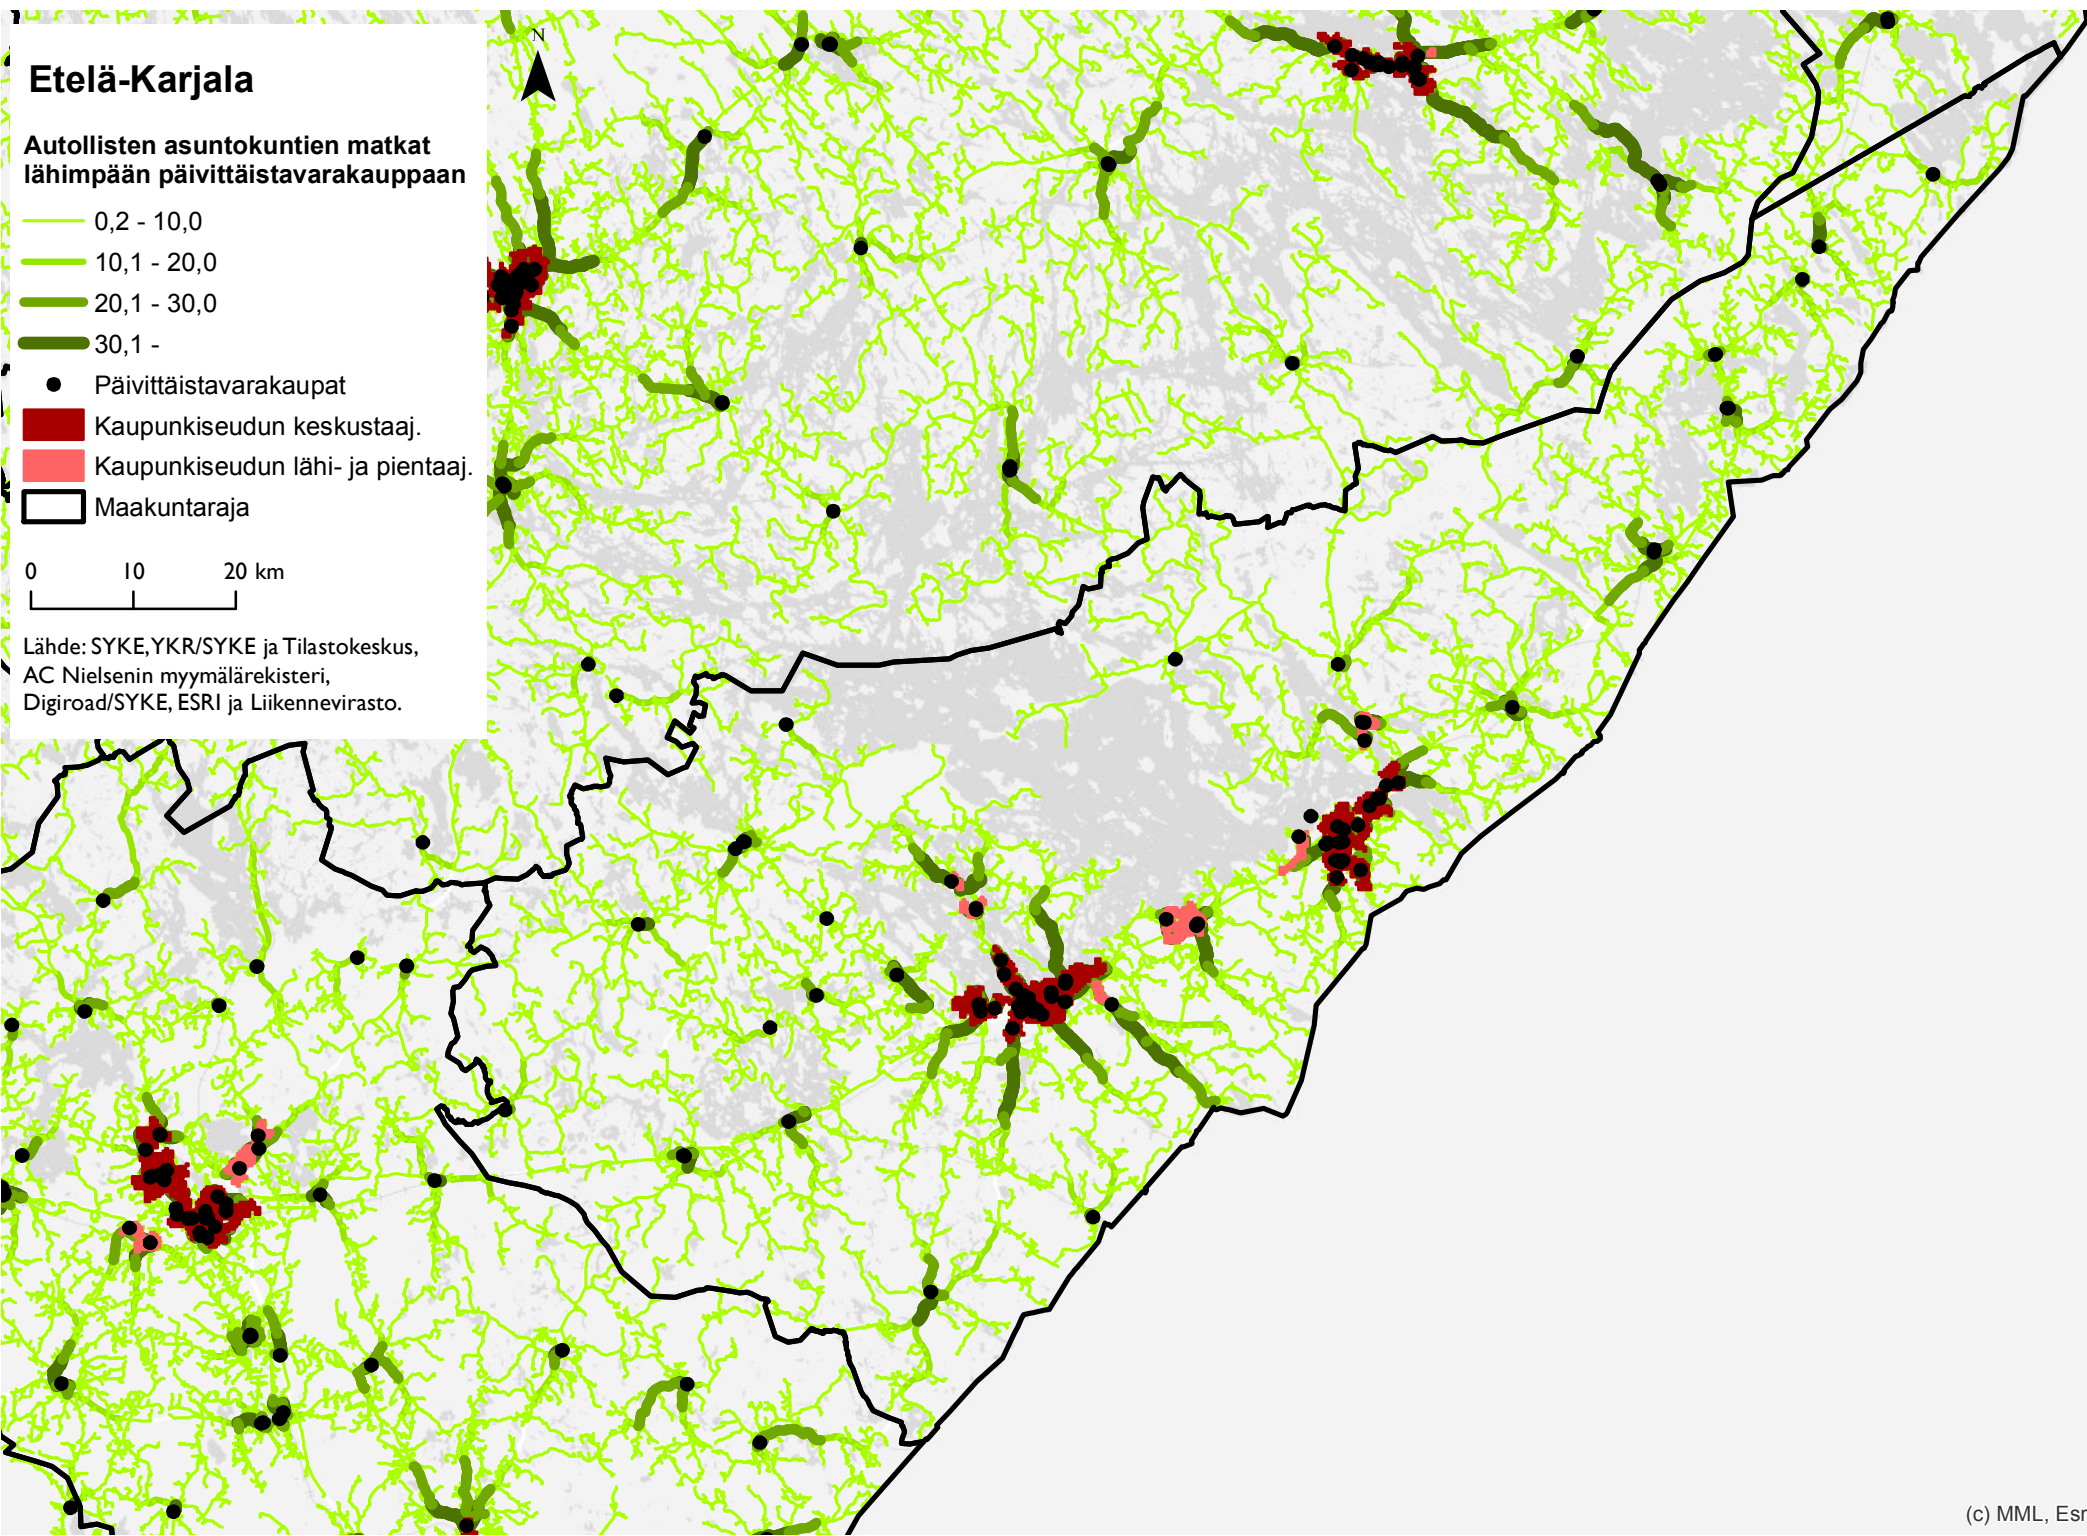 N
Etelä-Karjala
Autollisten asuntokuntien matkat
lähimpään päivittäistavarakauppaan
0,2 - 10,0
10,1 - 20,0
20,1 - 30,0
30,1 -
Päivittäistavarakaupat
Kaupunkiseudun keskustaaj.
Kaupunkiseudun lähi- ja pientaaj.
Maakuntaraja
0 10 20 km
Lähde: SYKE, YKR/SYKE ja Tilastokeskus,
AC Nielsenin myymälärekisteri,
Digiroad/SYKE, ESRI ja Liikennevirasto.
(c) MML, Esr